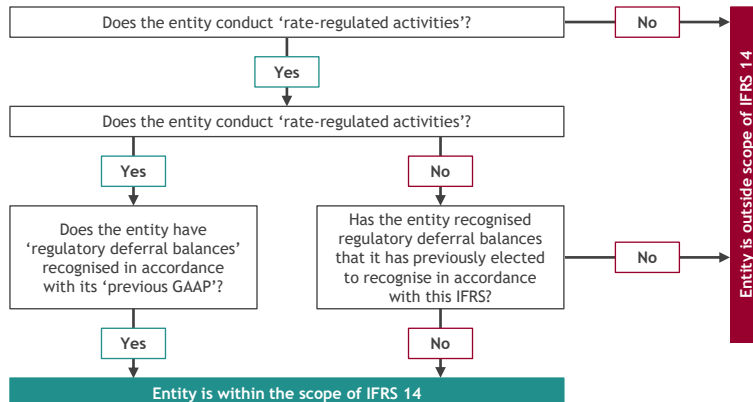 Does the entity conduct ‘rate-regulated activities’?
No
Yes
Does the entity conduct ‘rate-regulated activities’?
Yes
No
Does the entity have
‘regulatory deferral balances’
recognised in accordance
with its ‘previous GAAP’?
Has the entity recognised
regulatory deferral balances
that it has previously elected
to recognise in accordance
with this IFRS?
No
Yes
No
Entity is within the scope of IFRS 14
Entity is outside scope of IFRS 14